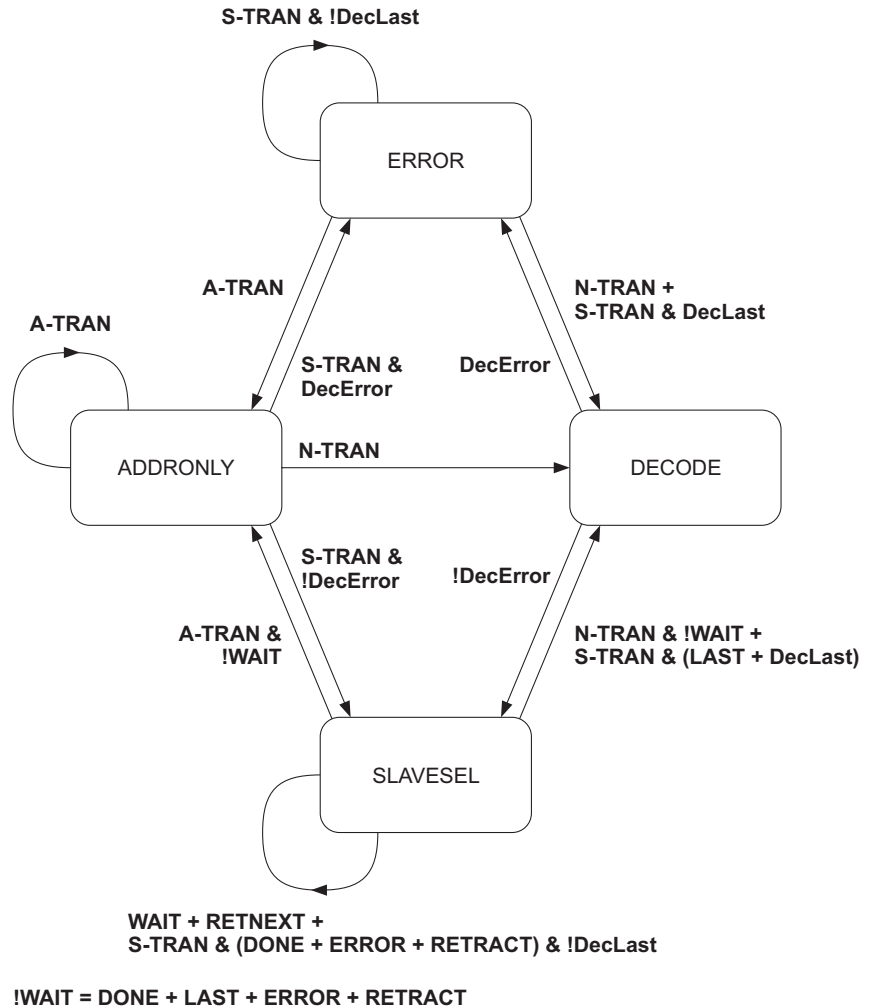 S-TRAN & !DecLast
ERROR
A-TRAN
N-TRAN +
S-TRAN & DecLast
A-TRAN
S-TRAN &
DecError
DecError
ADDRONLY
N-TRAN
DECODE
S-TRAN &
!DecError
!DecError
A-TRAN &
!WAIT
N-TRAN & !WAIT +
S-TRAN & (LAST + DecLast)
SLAVESEL
WAIT + RETNEXT +
S-TRAN & (DONE + ERROR + RETRACT) & !DecLast
!WAIT = DONE + LAST + ERROR + RETRACT